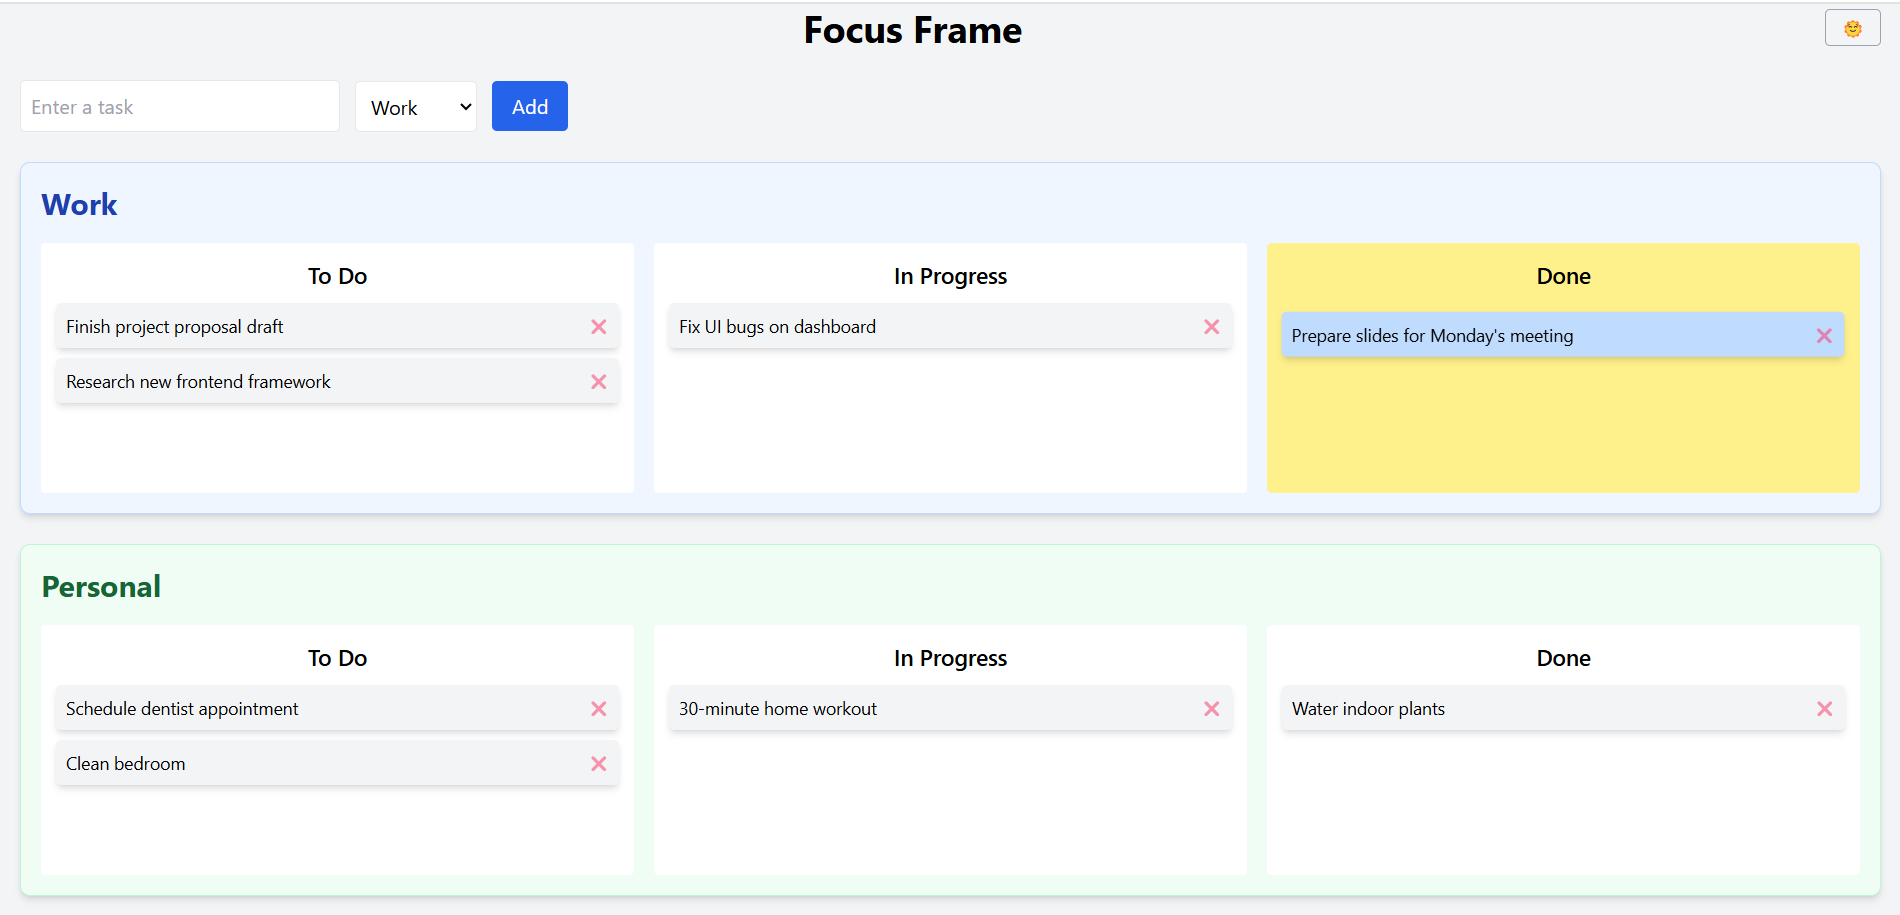 Focus Frame
Enter a task
Work
Add
Work
To Do
Finish project proposal draft
Research new frontend framework
In Progress
Fix UI bugs on dashboard
Done
Prepare slides for Monday's meeting
Personal
To Do
Schedule dentist appointment
Clean bedroom
In Progress
30-minute home workout
Done
Water indoor plants